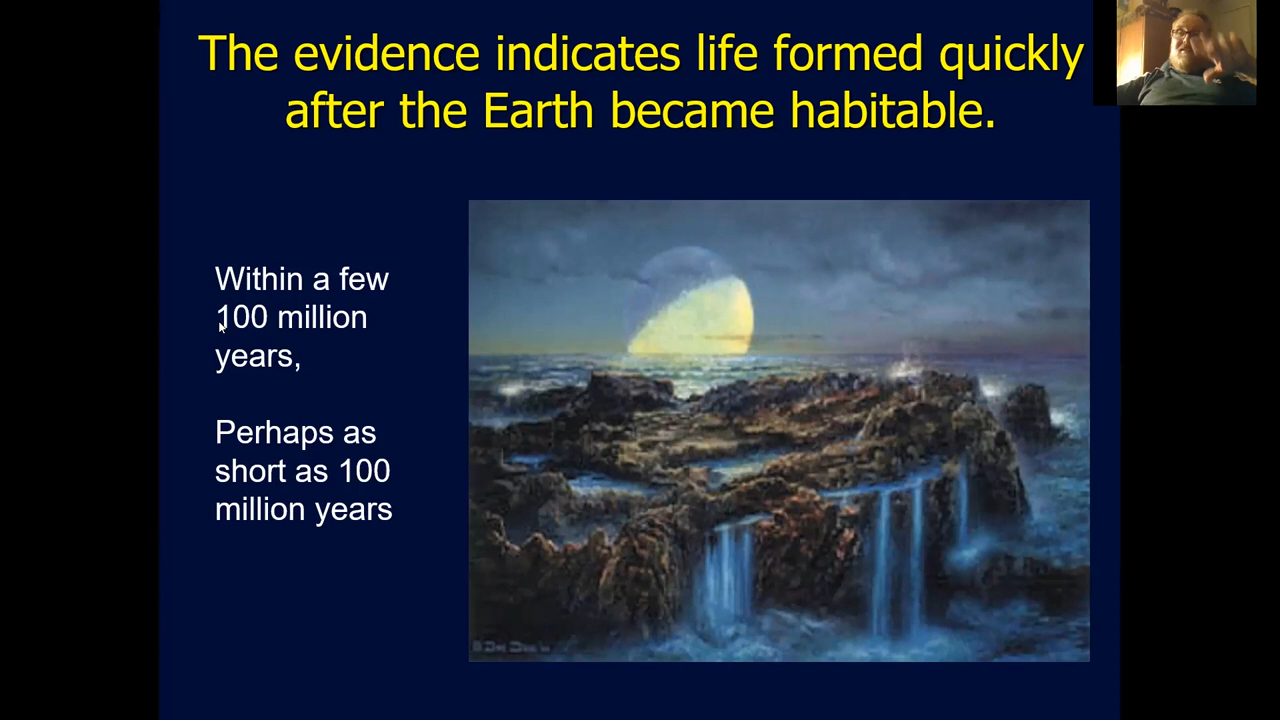 The evidence indicates life formed quickly
after the Earth became habitable.
Within a few
100 million
years,
Perhaps as
short as 100
million years